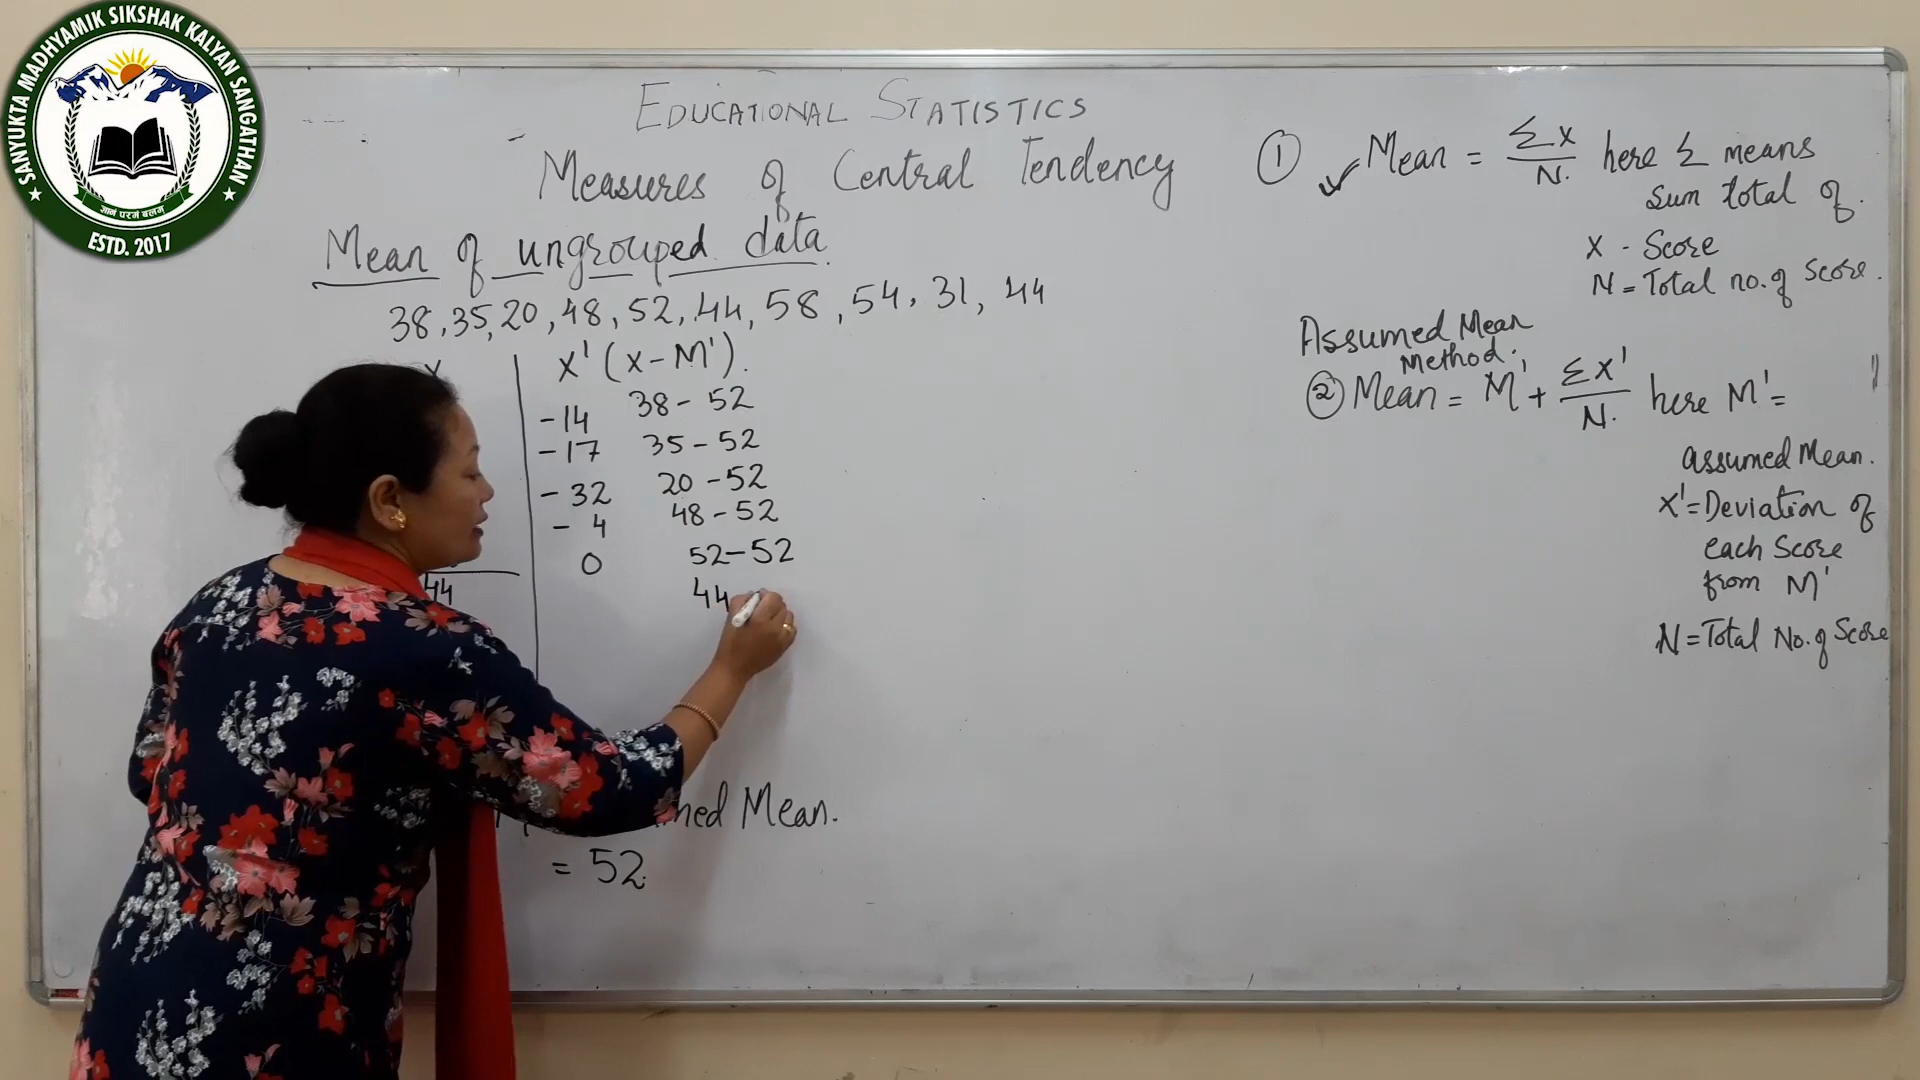 SANYUKTA MADHYAMIK SIKSHAK KALYAN SANGATHAN
ज्ञानं परमं बलम्
ESTD. 2017
EDUCATIONAL STATISTICS
Measures of Central Tendency
Mean of ungrouped data
38, 35, 20, 48, 52, 44, 58, 54, 31, 44
X'(X-M').
-14 38-52
-17 35-52
-32 20-52
-4 48-52
0 52-52
44 44
Mean.
= 52
① ✓ Mean = ΣX/N. here Σ means
sum total of.
X - Score
N = Total no. of score.
Assumed Mean
Method.
② Mean = M' + ΣX'/N. here M' =
assumed Mean.
X' = Deviation of
each Score
from M'
N = Total No. of Score